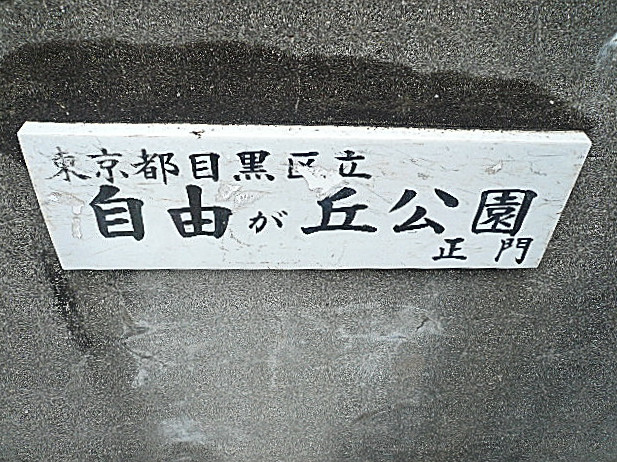 東京都目黒区立
自由が丘公園
正門